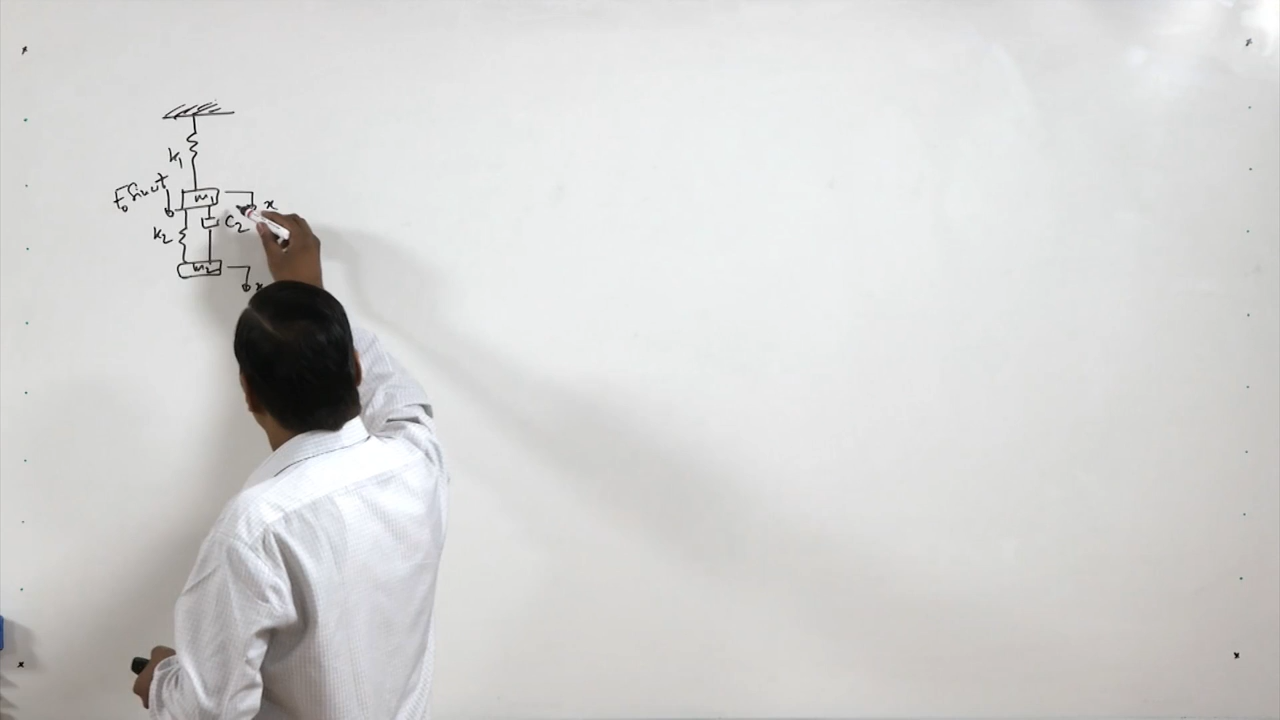 k₁
F₀ Sin ωt
m₁
x
k₂
C₂
m₂
x